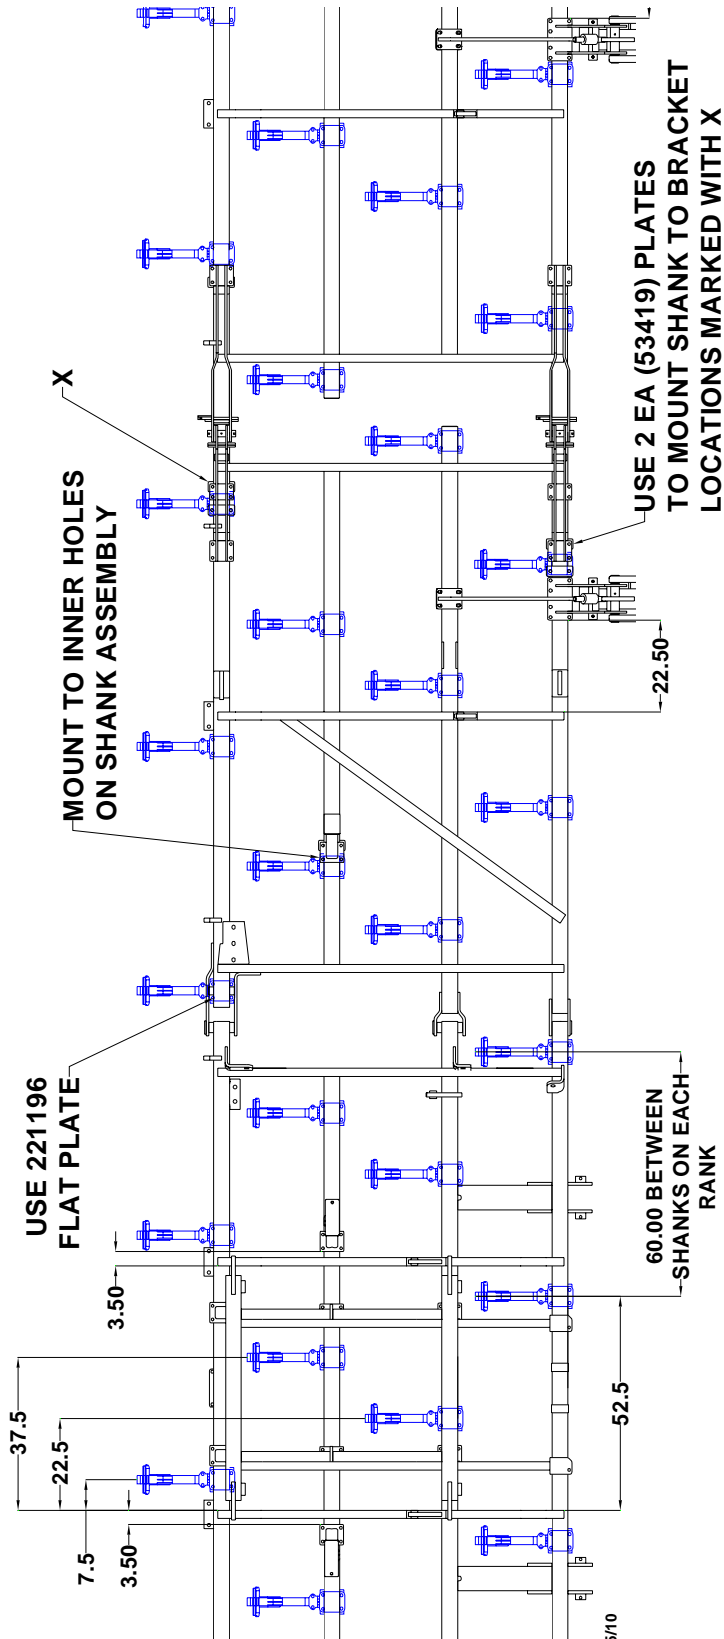 X
MOUNT TO INNER HOLES
ON SHANK ASSEMBLY
USE 2 EA (53419) PLATES
TO MOUNT SHANK TO BRACKET
LOCATIONS MARKED WITH X
22.50
USE 221196
FLAT PLATE
60.00 BETWEEN
SHANKS ON EACH
RANK
3.50
37.5
22.5
7.5
3.50
52.5
5/10